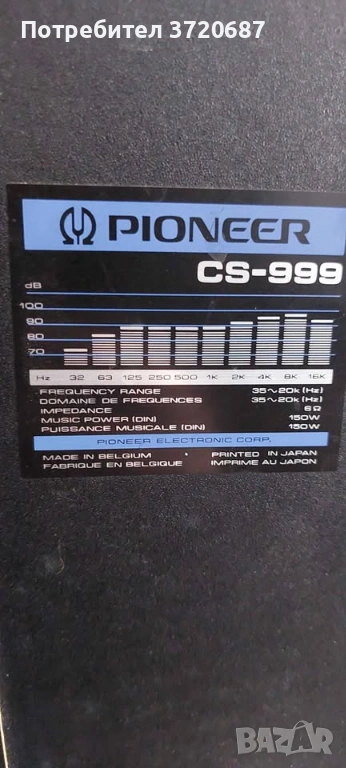 Потребител 3720687
PIONEER
CS-999
dB
100
90
80
70
Hz 32 63 125 250 500 1K 2K 4K 8K 16K
FREQUENCY RANGE 35~20k (Hz)
DOMAINE DE FREQUENCES 35~20k (Hz)
IMPEDANCE 6Ω
MUSIC POWER (DIN) 150W
PUISSANCE MUSICALE (DIN) 150W
PIONEER ELECTRONIC CORP.
MADE IN BELGIUM PRINTED IN JAPAN
FABRIQUE EN BELGIQUE IMPRIME AU JAPON
BAZAR